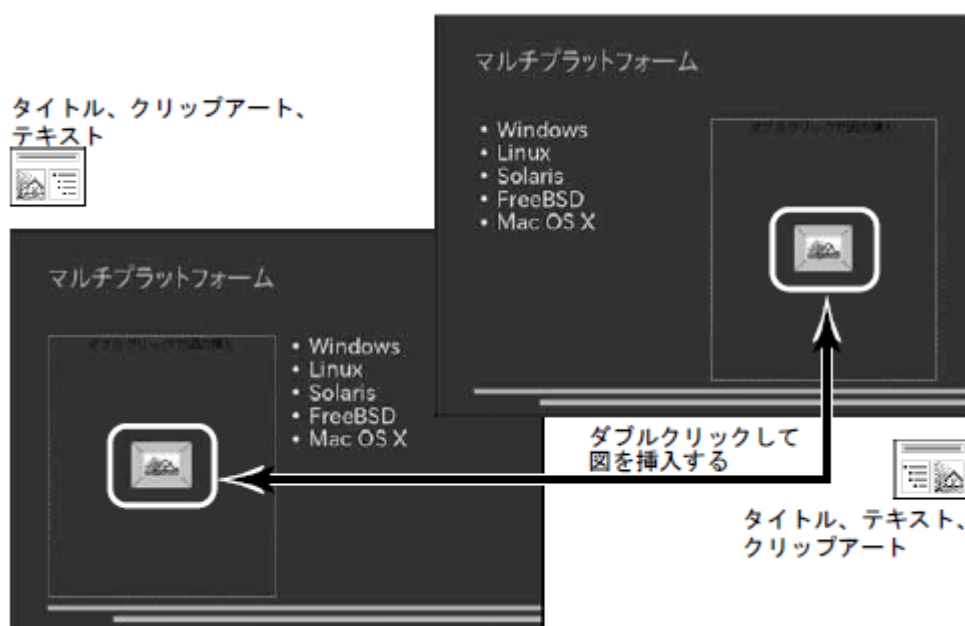 マルチプラットフォーム
• Windows
• Linux
• Solaris
• FreeBSD
• Mac OS X
タイトル、クリップアート、
テキスト
マルチプラットフォーム
• Windows
• Linux
• Solaris
• FreeBSD
• Mac OS X
ダブルクリックして
図を挿入する
タイトル、テキスト、
クリップアート